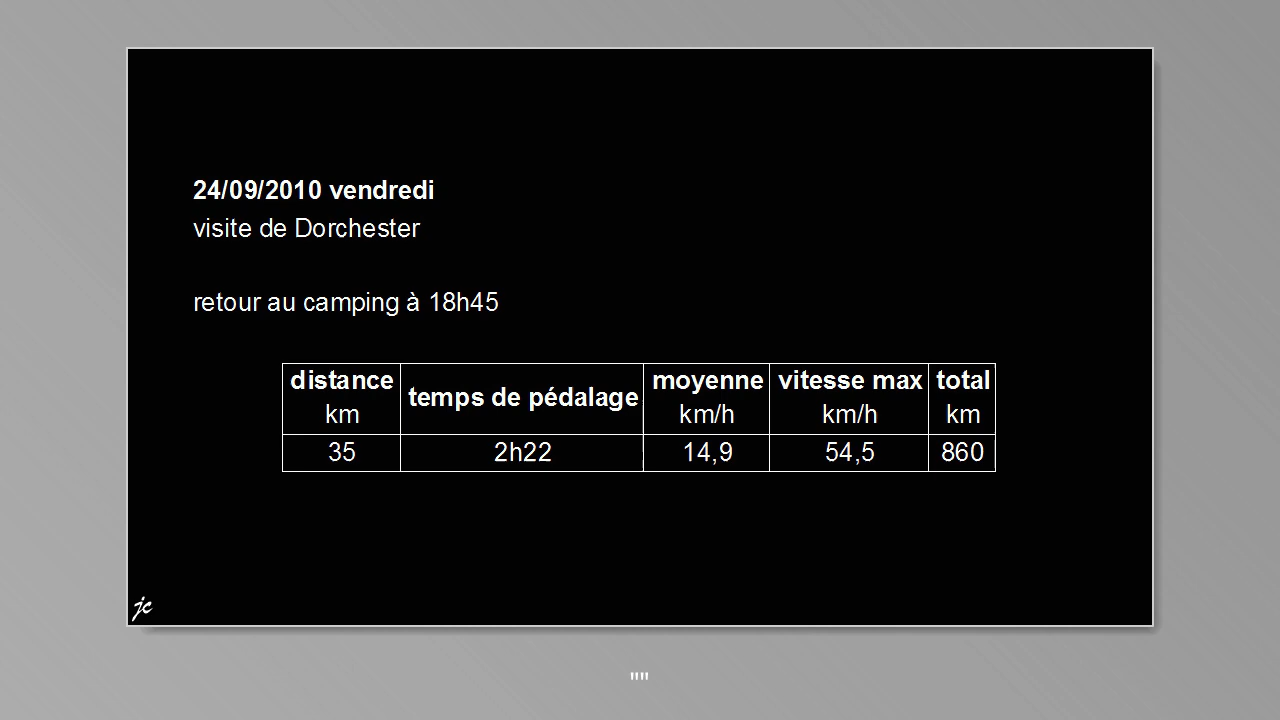 24/09/2010 vendredi
visite de Dorchester
retour au camping à 18h45
distance km temps de pédalage moyenne km/h vitesse max km/h total km
35 2h22 14,9 54,5 860
jc
""